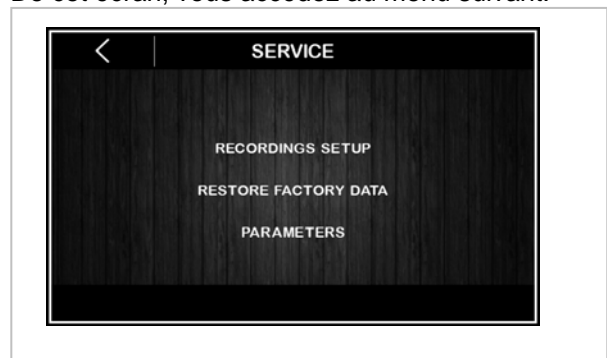 De cet écran, vous accédez au menu suivant.
SERVICE
RECORDINGS SETUP
RESTORE FACTORY DATA
PARAMETERS